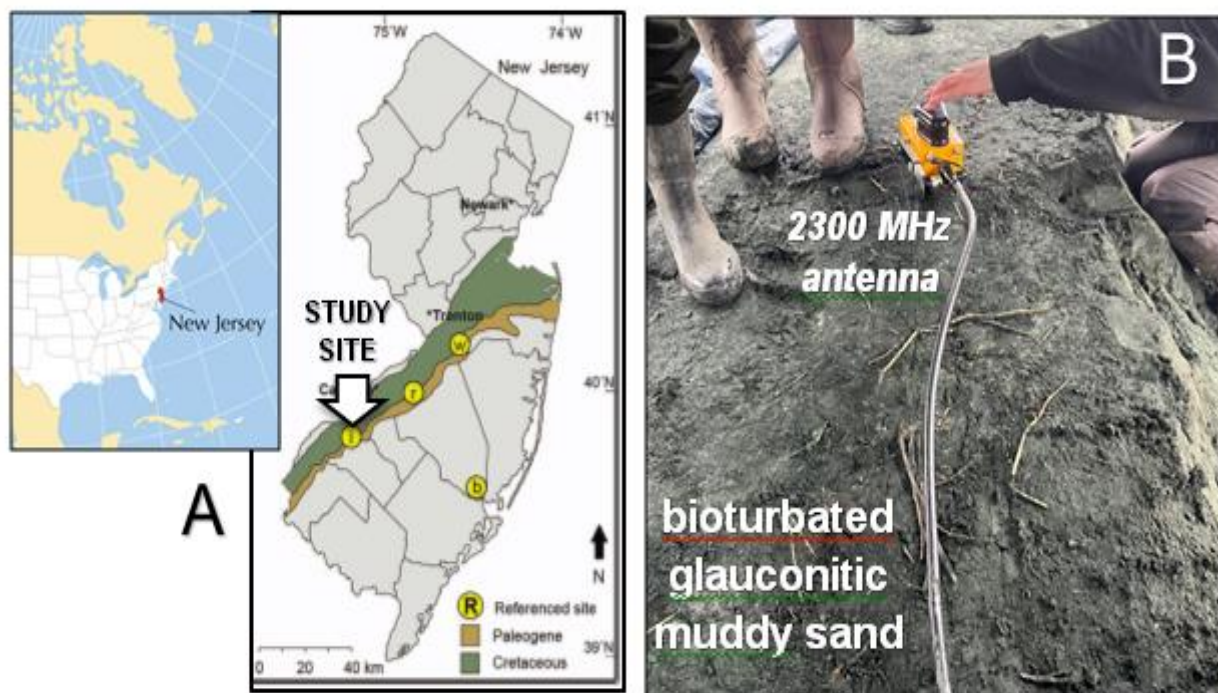 New Jersey
A
75˚W
74˚W
New Jersey
41˚N
Newark*
STUDY
SITE
*Trenton
w
r
40˚N
b
N
R Referenced site
Paleogene
Cretaceous
39˚N
0 20 40 km
B
2300 MHz
antenna
bioturbated
glauconitic
muddy sand